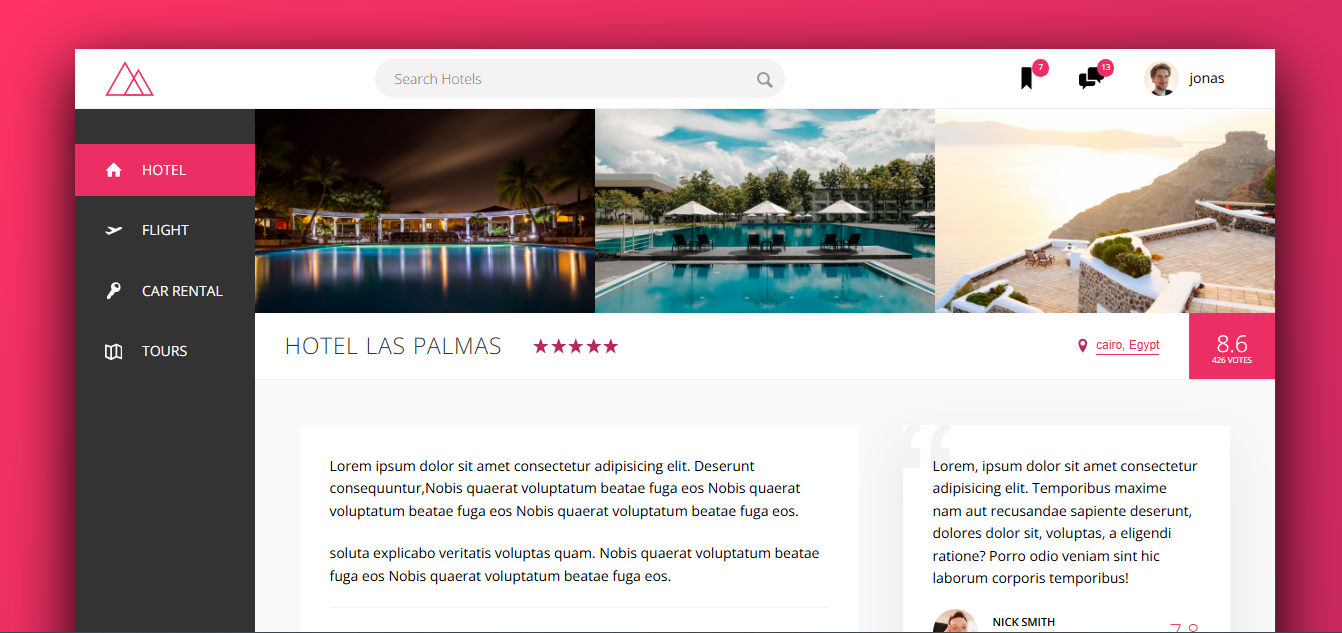 Search Hotels
7
13
jonas
HOTEL
FLIGHT
CAR RENTAL
TOURS
HOTEL LAS PALMAS
cairo, Egypt
8.6
426 VOTES
Lorem ipsum dolor sit amet consectetur adipisicing elit. Deserunt
consequuntur,Nobis quaerat voluptatum beatae fuga eos Nobis quaerat
voluptatum beatae fuga eos Nobis quaerat voluptatum beatae fuga eos.
soluta explicabo veritatis voluptas quam. Nobis quaerat voluptatum beatae
fuga eos Nobis quaerat voluptatum beatae fuga eos.
“
Lorem, ipsum dolor sit amet consectetur
adipisicing elit. Temporibus maxime
nam aut recusandae sapiente deserunt,
dolores dolor sit, voluptas, a eligendi
ratione? Porro odio veniam sint hic
laborum corporis temporibus!
NICK SMITH
7.8